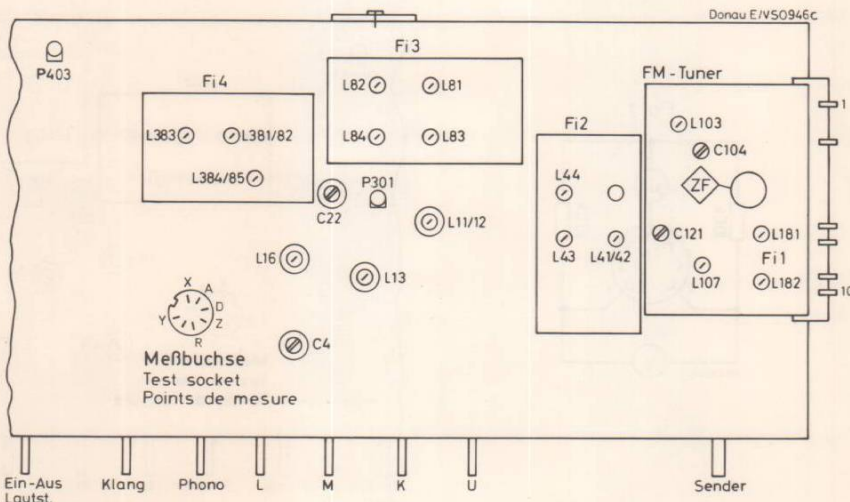 Donau E/VS0946c
P403
Fi4
Fi3
FM-Tuner
L82
L81
L383
L381/82
L84
L83
Fi2
L103
1
C104
L384/85
P301
L44
ZF
C22
L11/12
L43
L41/42
C121
L181
Fi1
L16
L13
L107
L182
10
X
A
D
Z
R
Y
C4
Meßbuchse
Test socket
Points de mesure
Ein-Aus
Lautst.
Klang
Phono
L
M
K
U
Sender